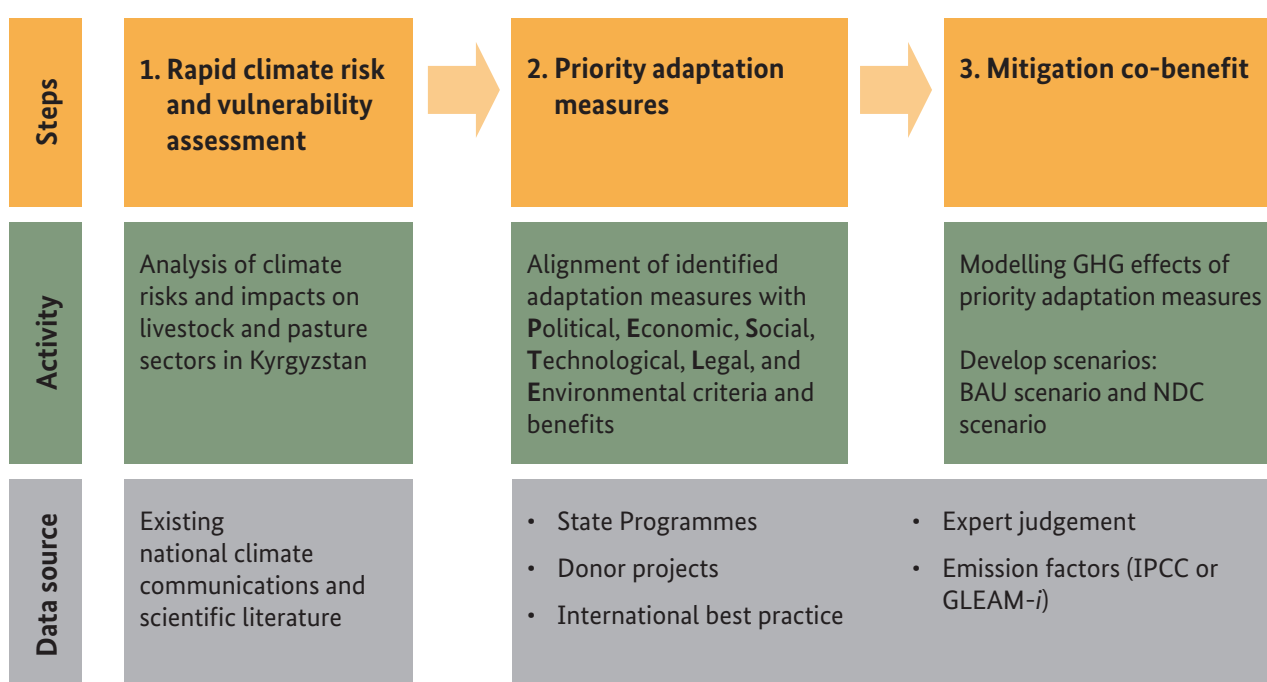 Steps
1. Rapid climate risk
and vulnerability
assessment
2. Priority adaptation
measures
3. Mitigation co-benefit
Activity
Analysis of climate
risks and impacts on
livestock and pasture
sectors in Kyrgyzstan
Alignment of identified
adaptation measures with
Political, Economic, Social,
Technological, Legal, and
Environmental criteria and
benefits
Modelling GHG effects of
priority adaptation measures
Develop scenarios:
BAU scenario and NDC
scenario
Data source
Existing
national climate
communications and
scientific literature
• State Programmes
• Donor projects
• International best practice
• Expert judgement
• Emission factors (IPCC or
GLEAM-i)